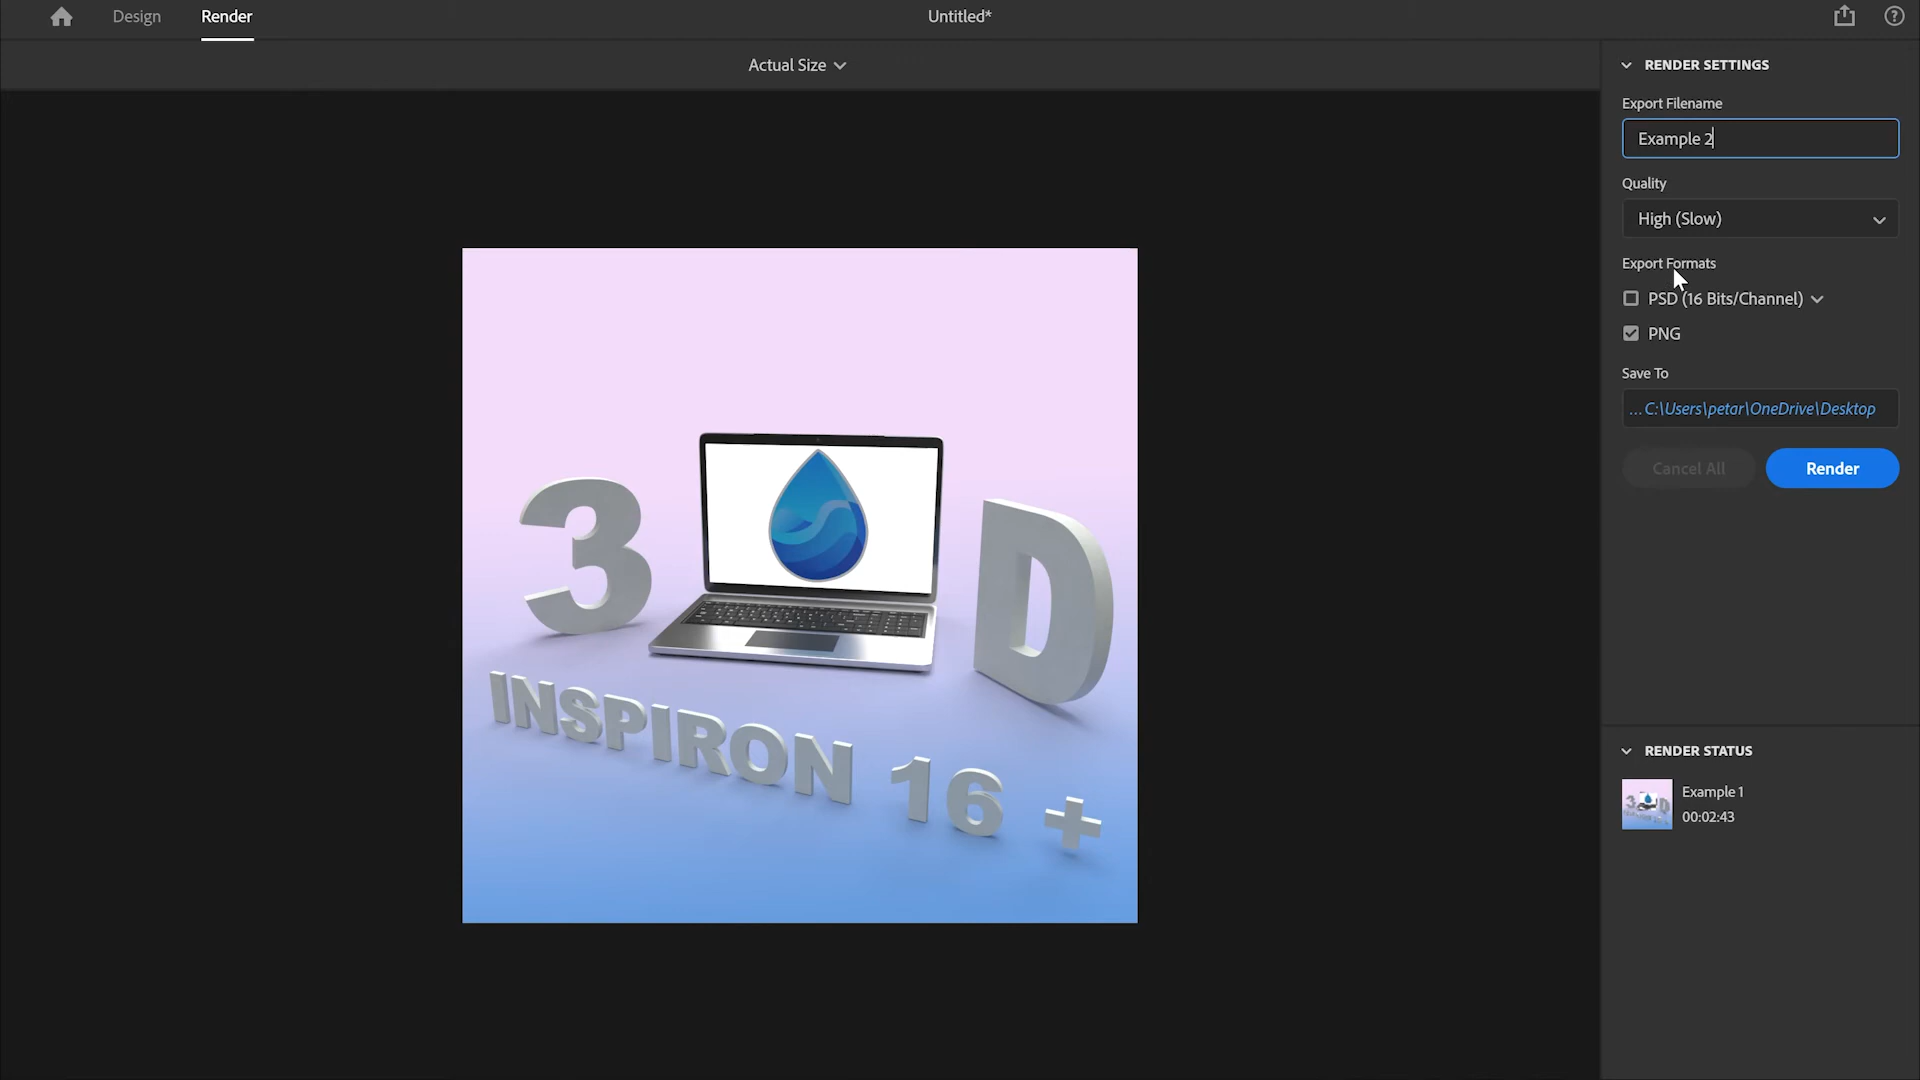 Design
Render
Untitled*
Actual Size
RENDER SETTINGS
Export Filename
Example 2
Quality
High (Slow)
Export Formats
PSD (16 Bits/Channel)
PNG
Save To
...C:\Users\petar\OneDrive\Desktop
Cancel All
Render
3 D
INSPIRON 16 +
RENDER STATUS
Example 1
00:02:43